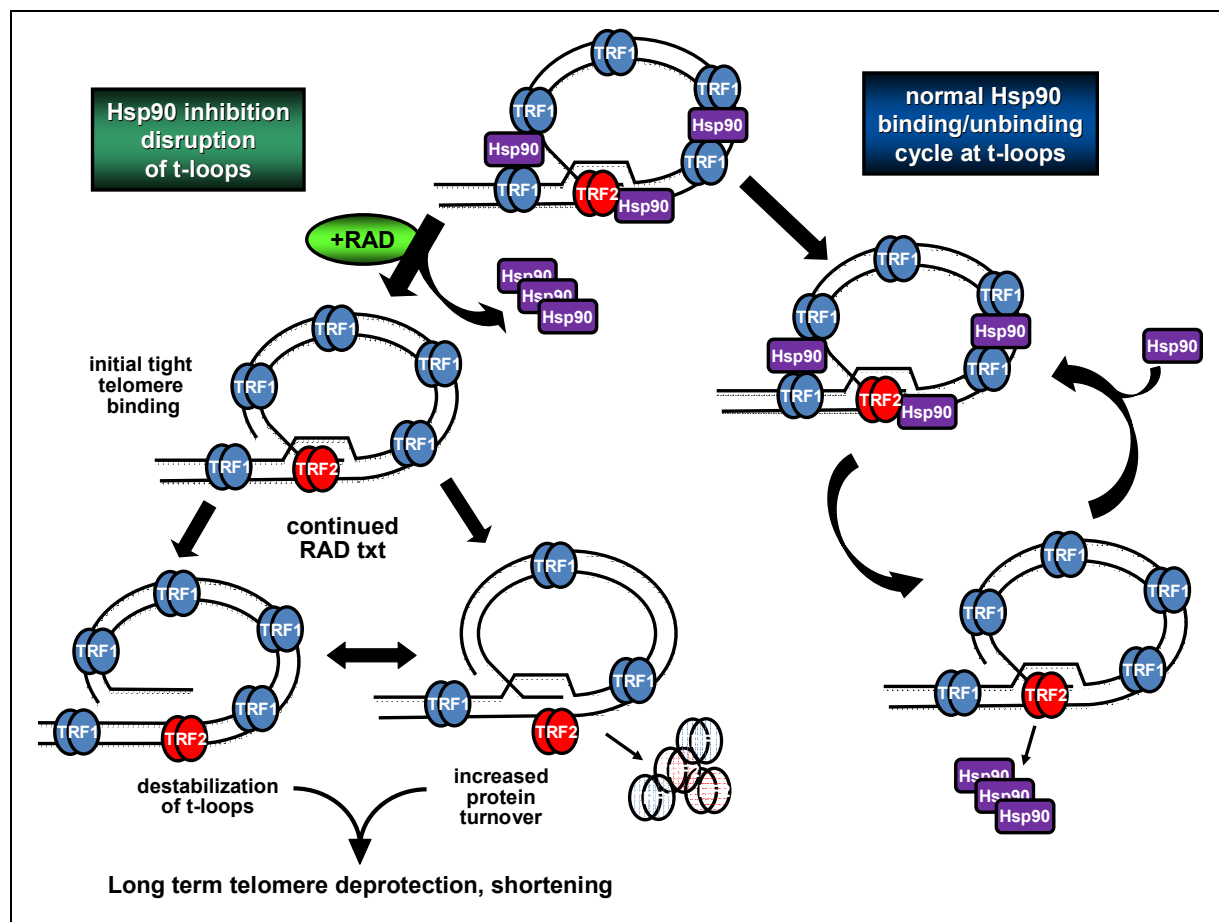 Hsp90 inhibition
disruption
of t-loops
normal Hsp90
binding/unbinding
cycle at t-loops
TRF1
TRF1
TRF1
Hsp90
Hsp90
TRF1
TRF1
TRF2
Hsp90
+RAD
Hsp90
Hsp90
Hsp90
initial tight
telomere
binding
TRF1
TRF1
TRF1
TRF1
TRF1
TRF2
TRF1
TRF1
TRF1
Hsp90
Hsp90
TRF1
TRF1
TRF2
Hsp90
Hsp90
continued
RAD txt
TRF1
TRF1
TRF1
TRF1
TRF1
TRF2
destabilization
of t-loops
TRF1
TRF1
TRF1
TRF2
increased
protein
turnover
TRF1
TRF1
TRF1
TRF1
TRF1
TRF2
Hsp90
Hsp90
Hsp90
Long term telomere deprotection, shortening